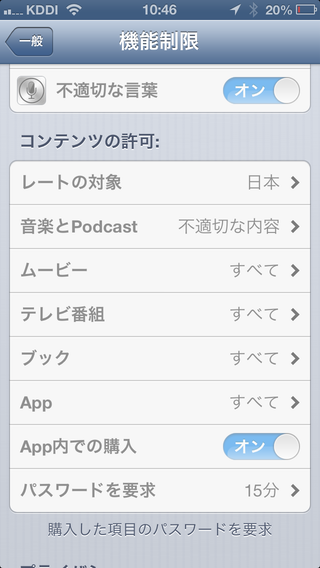 KDDI 10:46 20%
一般 機能制限
不適切な言葉 オン
コンテンツの許可:
レートの対象 日本
音楽とPodcast 不適切な内容
ムービー すべて
テレビ番組 すべて
ブック すべて
App すべて
App内での購入 オン
パスワードを要求 15分
購入した項目のパスワードを要求